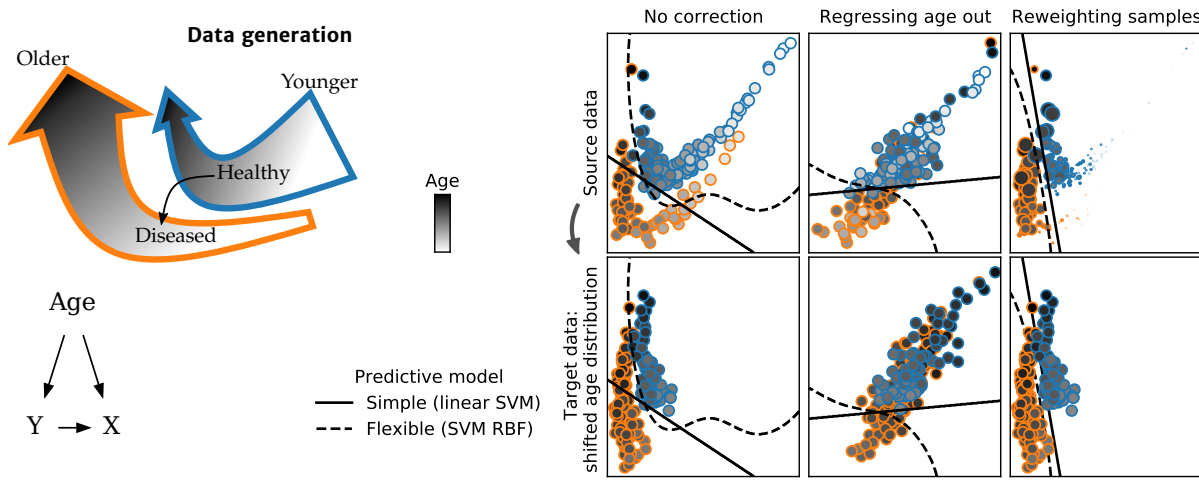 Data generation
Older
Younger
Healthy
Diseased
Age
Age
Y
X
Predictive model
Simple (linear SVM)
Flexible (SVM RBF)
No correction
Regressing age out
Reweighting samples
Source data
Target data:
shifted age distribution